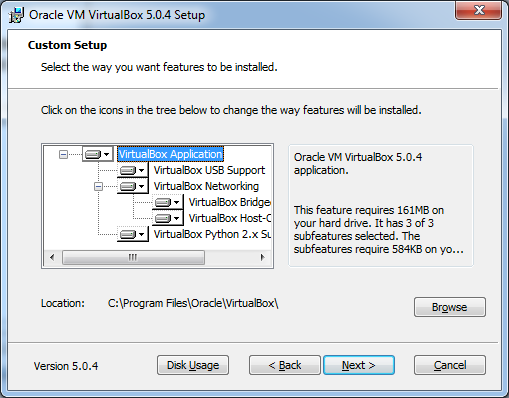 Oracle VM VirtualBox 5.0.4 Setup
Custom Setup
Select the way you want features to be installed.
Click on the icons in the tree below to change the way features will be installed.
VirtualBox Application
VirtualBox USB Support
VirtualBox Networking
VirtualBox Bridge
VirtualBox Host-O
VirtualBox Python 2.x Su
Oracle VM VirtualBox 5.0.4
application.
This feature requires 161MB on
your hard drive. It has 3 of 3
subfeatures selected. The
subfeatures require 584KB on yo...
Location: C:\Program Files\Oracle\VirtualBox\
Browse
Version 5.0.4
Disk Usage
< Back
Next >
Cancel